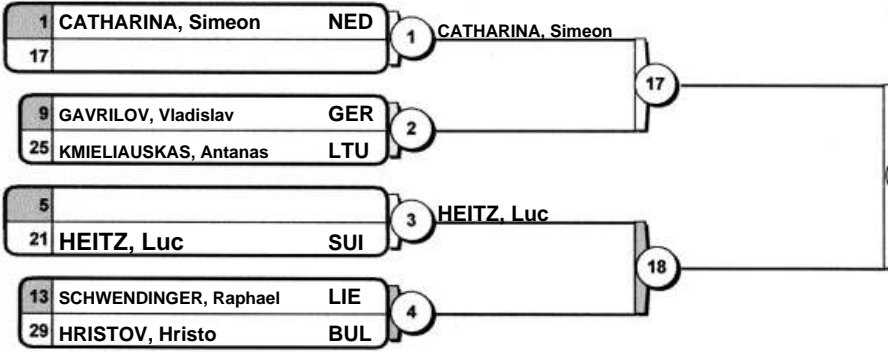 1 CATHARINA, Simeon NED
17
1
CATHARINA, Simeon
17
9 GAVRILOV, Vladislav GER
25 KMIELIAUSKAS, Antanas LTU
2
5
21 HEITZ, Luc SUI
3
HEITZ, Luc
18
13 SCHWENDINGER, Raphael LIE
29 HRISTOV, Hristo BUL
4